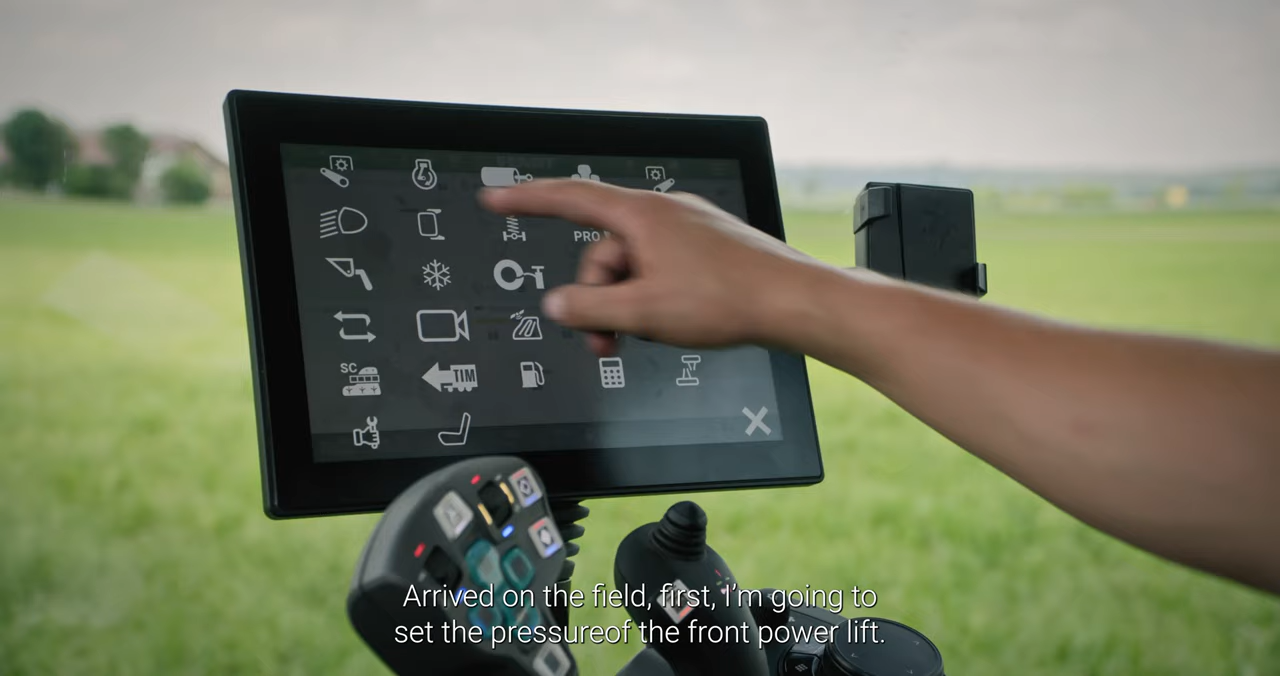 PRO
SC
TIM
Arrived on the field, first, I'm going to
set the pressureof the front power lift.